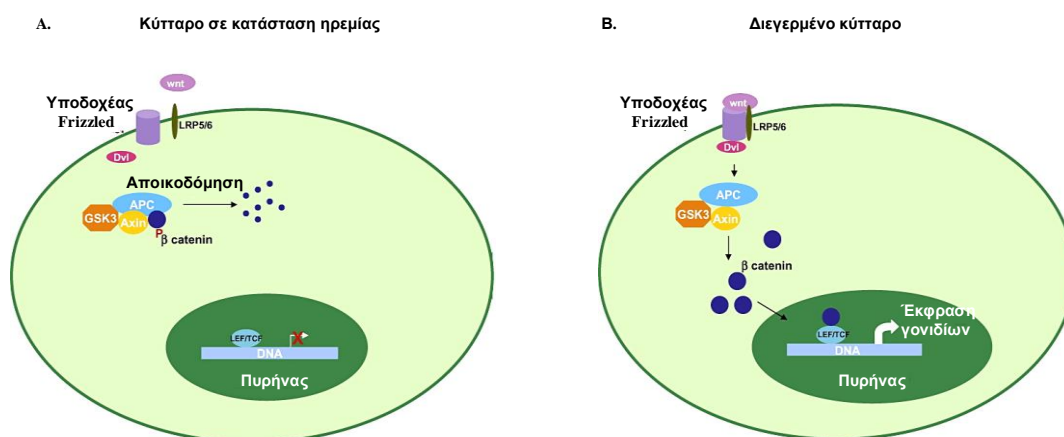 Α. Κύτταρο σε κατάσταση ηρεμίας
wnt
Υποδοχέας
Frizzled
LRP5/6
Dvl
Αποικοδόμηση
APC
GSK3
Axin
P
β catenin
LEF/TCF
X
DNA
Πυρήνας
Β. Διεγερμένο κύτταρο
wnt
Υποδοχέας
Frizzled
LRP5/6
Dvl
APC
GSK3
Axin
β catenin
Έκφραση
γονιδίων
LEF/TCF
DNA
Πυρήνας